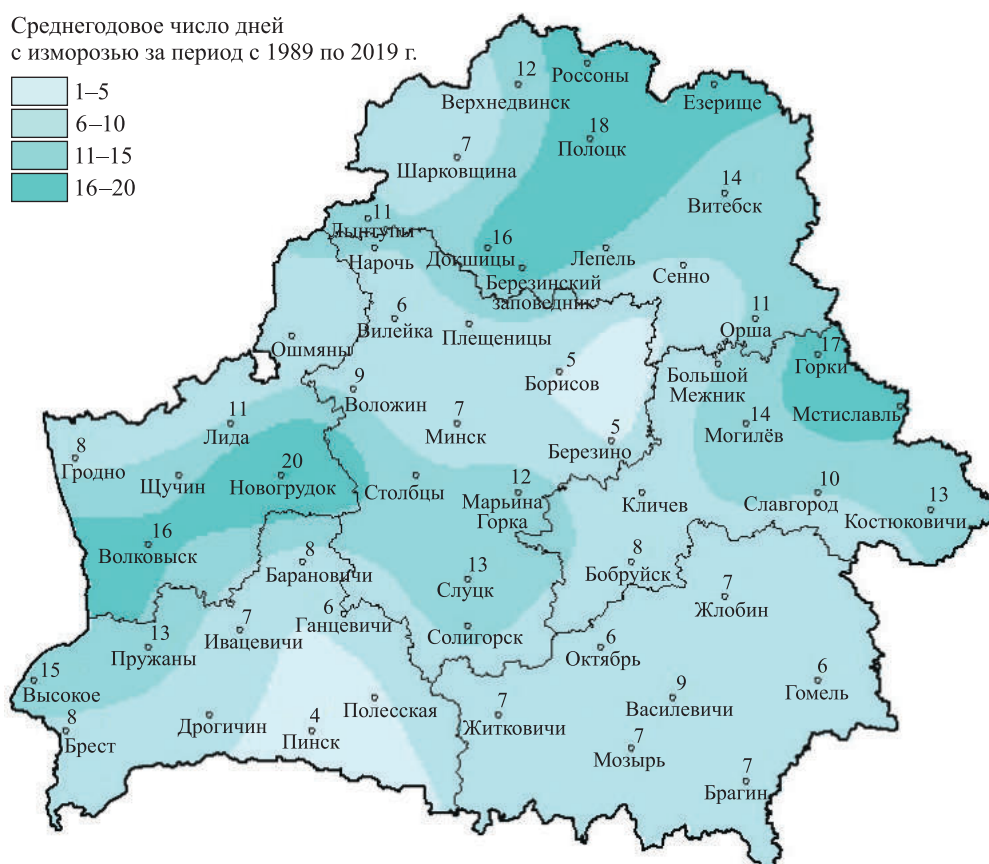 Среднегодовое число дней
с изморозью за период с 1989 по 2019 г.
1–5
6–10
11–15
16–20
Россоны
12
Верхнедвинск
Езерище
18
Полоцк
7
Шарковщина
14
Витебск
11
Лынтупы
Нарочь
16
Докшицы
Лепель
Березинский
заповедник
Сенно
6
Вилейка
Плещеницы
11
Орша
Ошмяны
17
Горки
5
Борисов
Большой
Межник
9
Воложин
Мстиславль
11
Лида
7
Минск
14
Могилёв
5
Березино
8
Гродно
Щучин
20
Новогрудок
Столбцы
12
Марьина
Горка
Кличев
10
Славгород
13
Костюковичи
16
Волковыск
8
Барановичи
13
Слуцк
8
Бобруйск
7
Жлобин
6
Ганцевичи
7
Ивацевичи
Солигорск
13
Пружаны
6
Октябрь
15
Высокое
6
Гомель
9
Василевичи
Полесская
7
Житковичи
Дрогичин
4
Пинск
8
Брест
7
Мозырь
7
Брагин